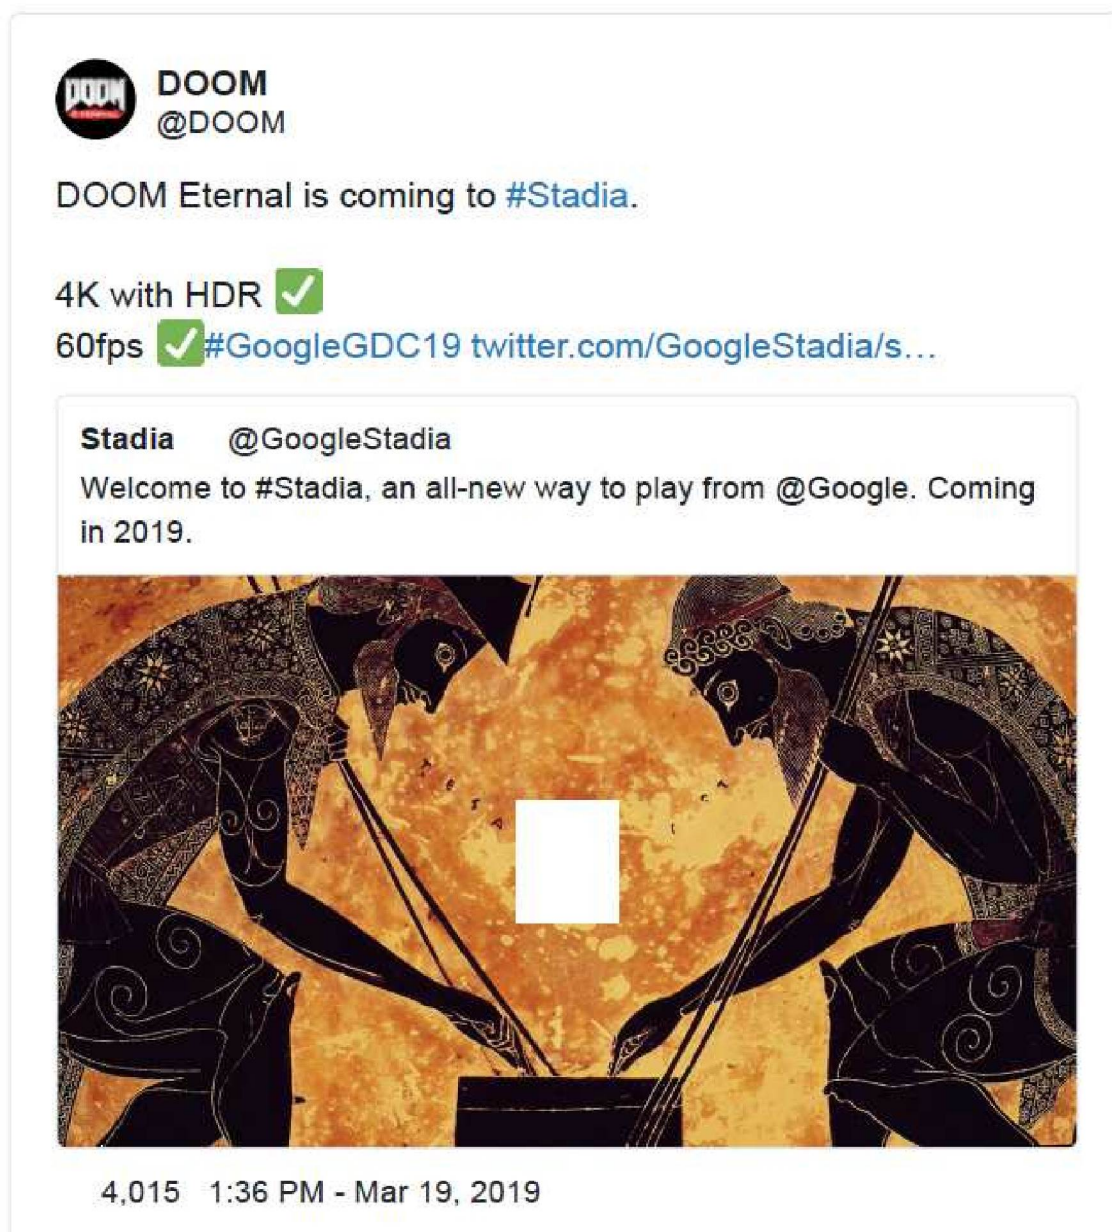 DOOM
DOOM
@DOOM
DOOM Eternal is coming to #Stadia.
4K with HDR ✅
60fps ✅#GoogleGDC19 twitter.com/GoogleStadia/s…
Stadia @GoogleStadia
Welcome to #Stadia, an all-new way to play from @Google. Coming
in 2019.
4,015 1:36 PM - Mar 19, 2019